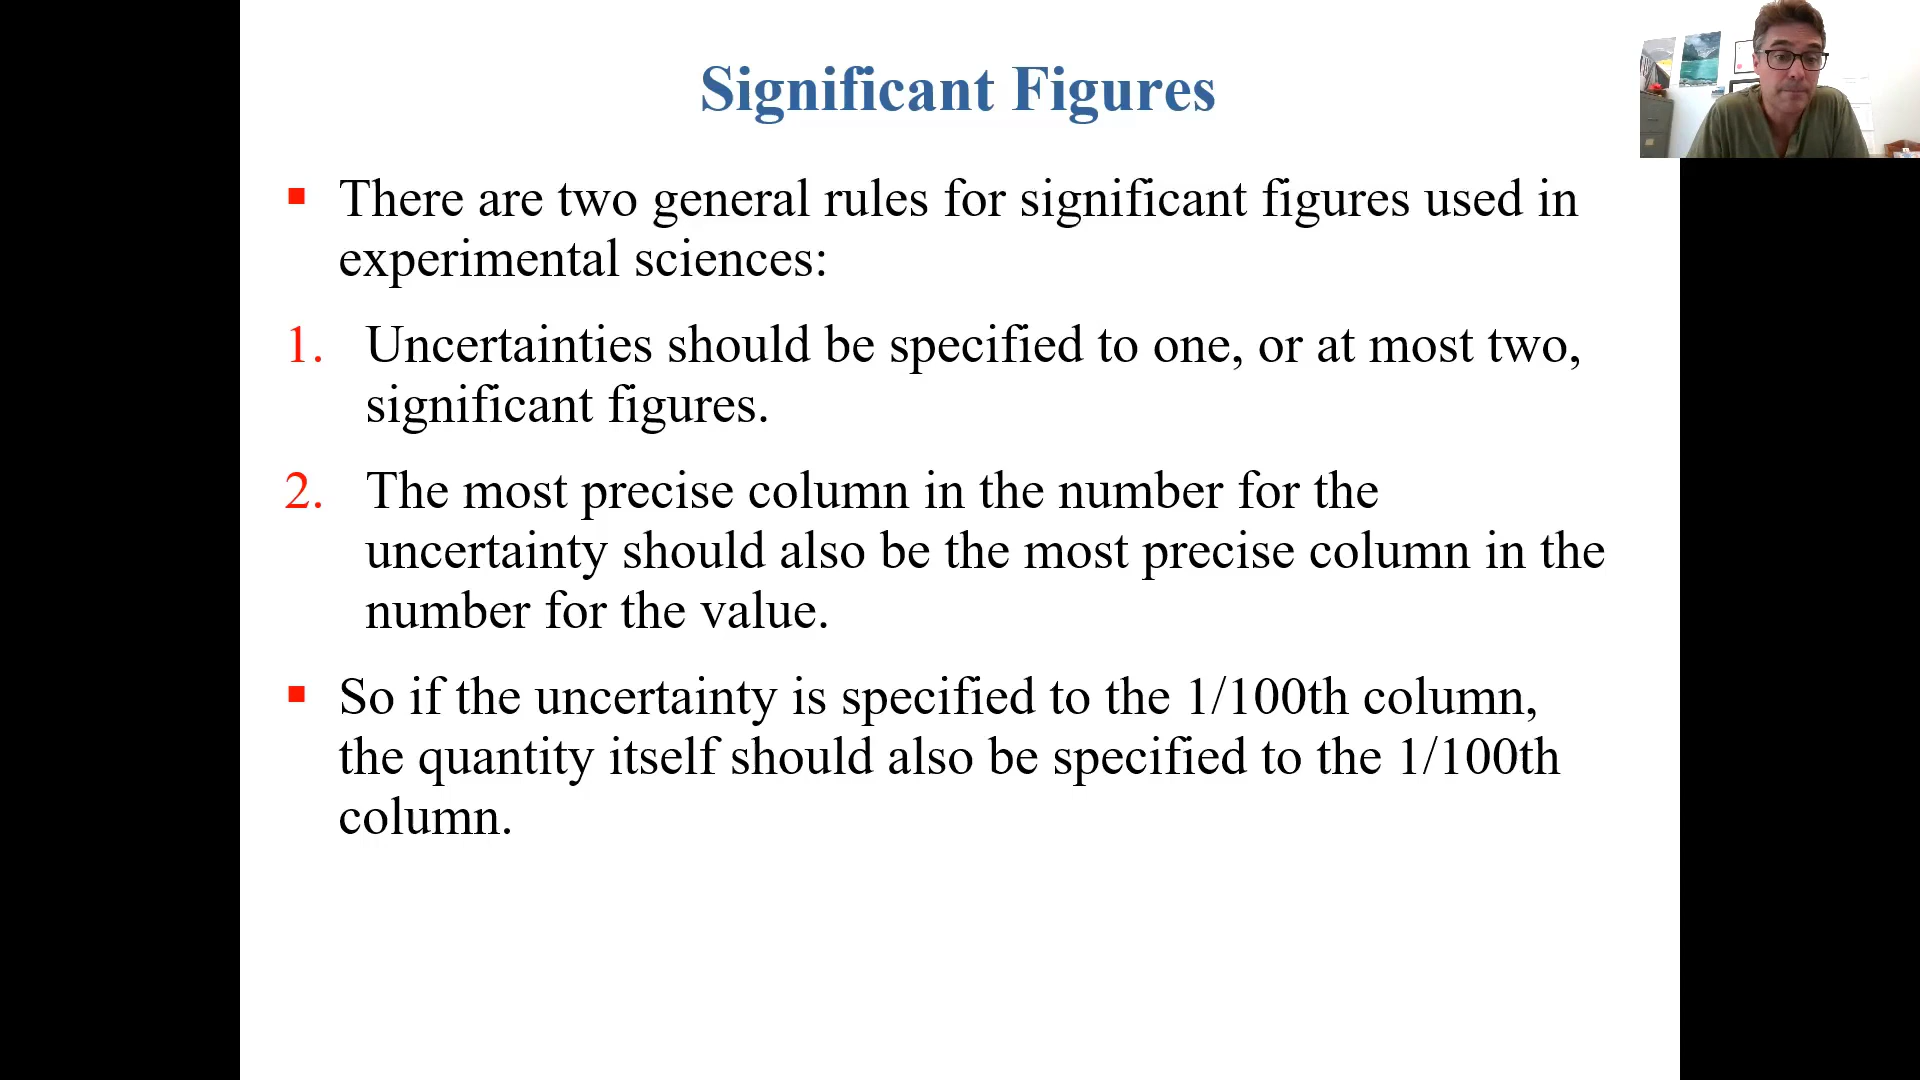 Significant Figures
▪ There are two general rules for significant figures used in
experimental sciences:
1. Uncertainties should be specified to one, or at most two,
significant figures.
2. The most precise column in the number for the
uncertainty should also be the most precise column in the
number for the value.
▪ So if the uncertainty is specified to the 1/100th column,
the quantity itself should also be specified to the 1/100th
column.